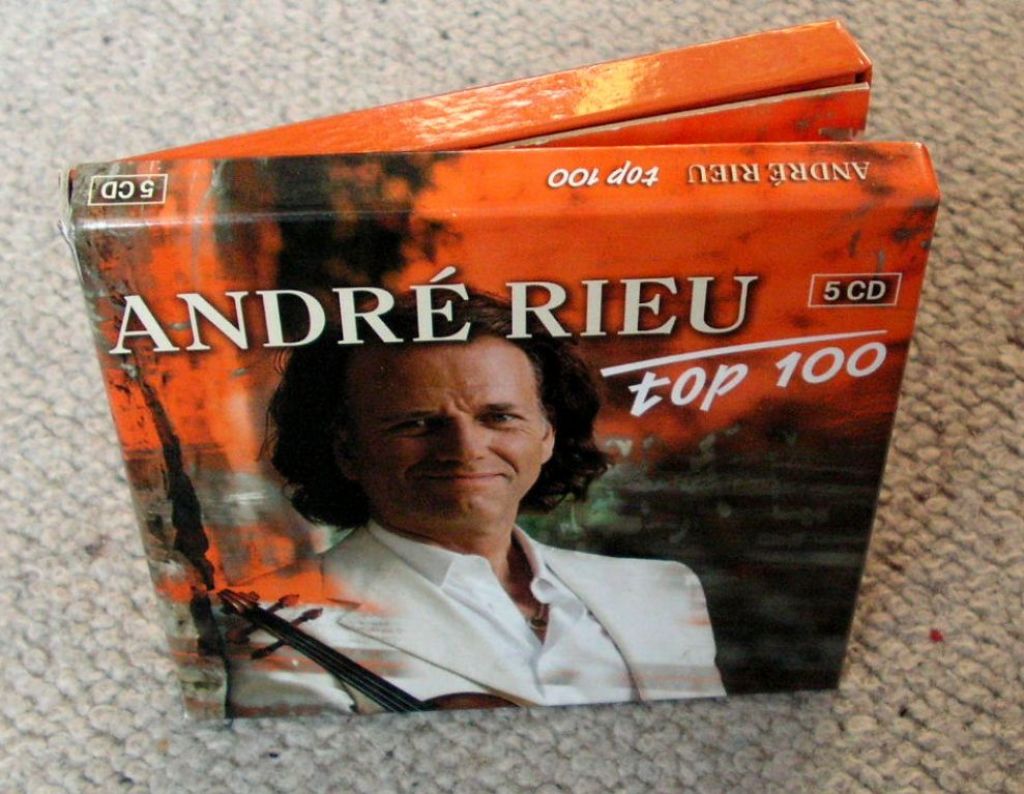 5 CD
top 100
ANDRÉ RIEU
ANDRÉ RIEU
5 CD
top 100